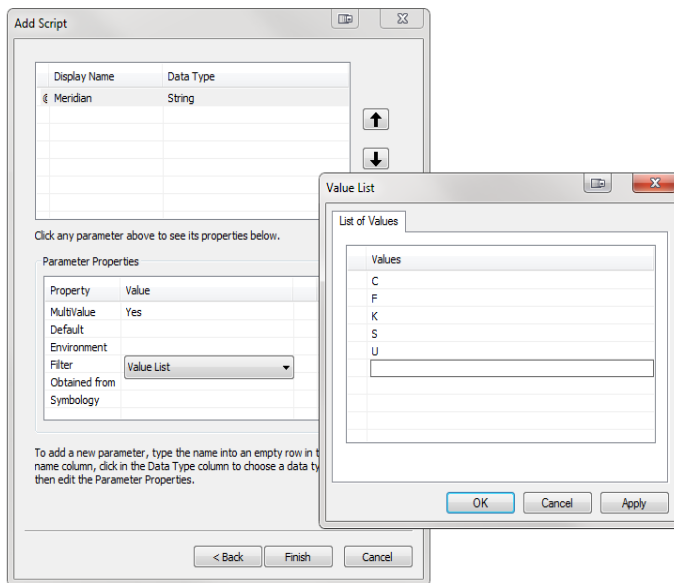 Add Script
Display Name Data Type
Meridian String
Click any parameter above to see its properties below.
Parameter Properties
Property Value
MultiValue Yes
Default
Environment
Filter Value List
Obtained from
Symbology
To add a new parameter, type the name into an empty row in t
name column, click in the Data Type column to choose a data ty
then edit the Parameter Properties.
< Back Finish Cancel
Value List
List of Values
Values
C
F
K
S
U
OK Cancel Apply